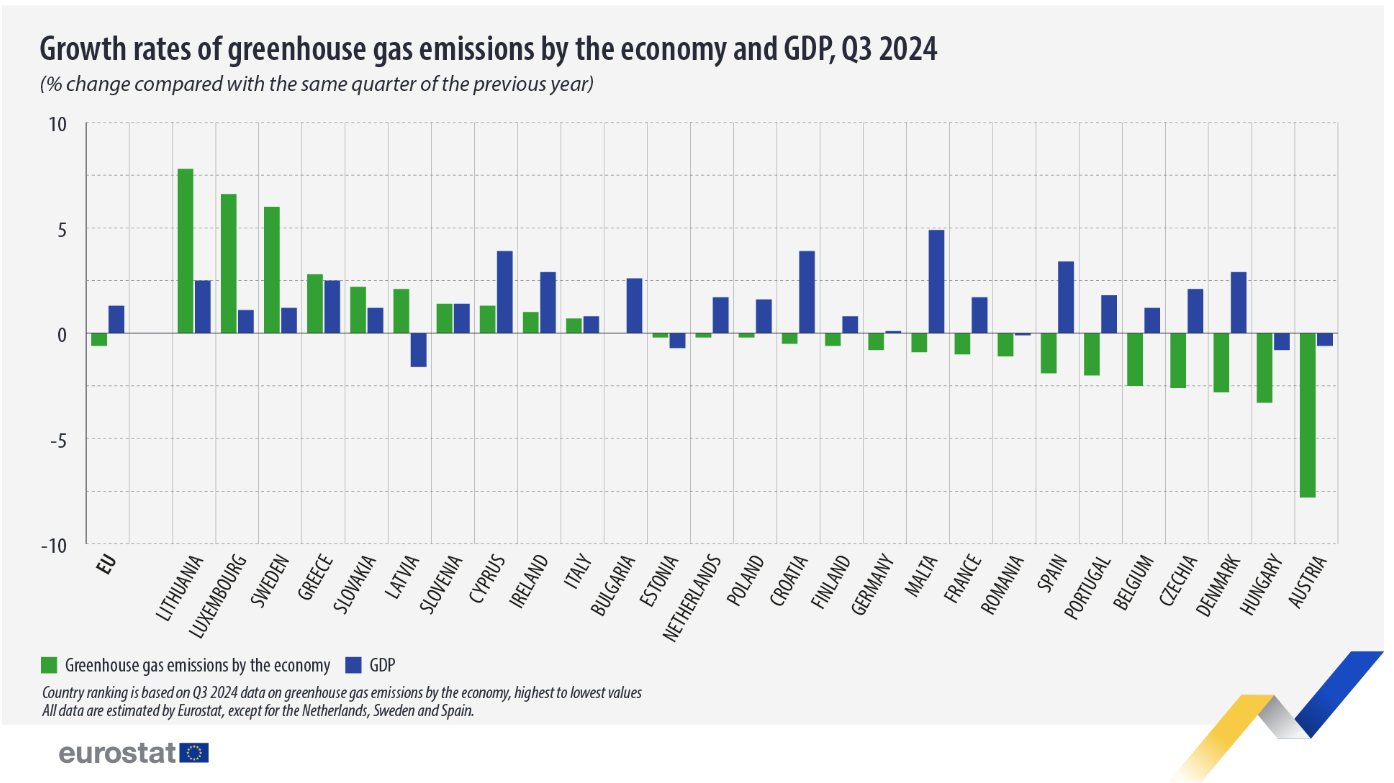 Growth rates of greenhouse gas emissions by the economy and GDP, Q3 2024
(% change compared with the same quarter of the previous year)
10
5
0
-5
-10
EU
LITHUANIA
LUXEMBOURG
SWEDEN
GREECE
SLOVAKIA
LATVIA
SLOVENIA
CYPRUS
IRELAND
ITALY
BULGARIA
ESTONIA
NETHERLANDS
POLAND
CROATIA
FINLAND
GERMANY
MALTA
FRANCE
ROMANIA
SPAIN
PORTUGAL
BELGIUM
CZECHIA
DENMARK
HUNGARY
AUSTRIA
Greenhouse gas emissions by the economy GDP
Country ranking is based on Q3 2024 data on greenhouse gas emissions by the economy, highest to lowest values
All data are estimated by Eurostat, except for the Netherlands, Sweden and Spain.
eurostat